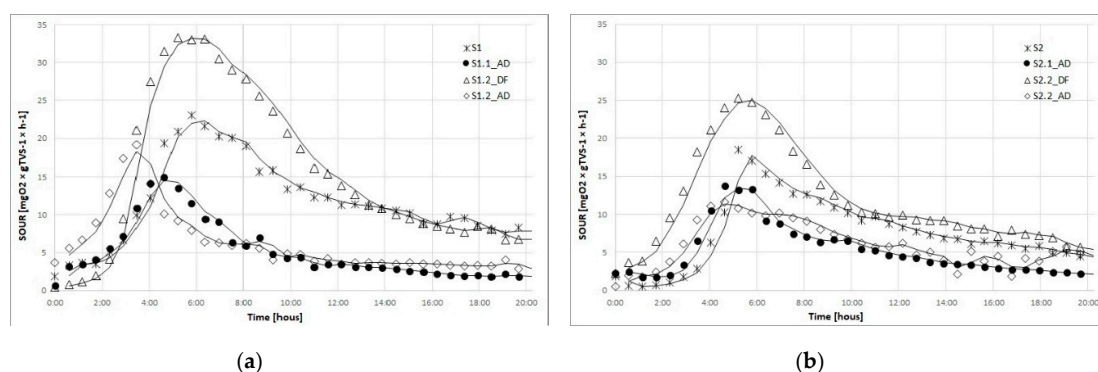 35
30
25
20
15
10
5
0
SOUR [mgO2 × gTVS-1 × h-1]
0:00 2:00 4:00 6:00 8:00 10:00 12:00 14:00 16:00 18:00 20:00
Time [hous]
S1
S1.1_AD
S1.2_DF
S1.2_AD
(a)
35
30
25
20
15
10
5
0
SOUR [mgO2 × gTVS-1 × h-1]
0:00 2:00 4:00 6:00 8:00 10:00 12:00 14:00 16:00 18:00 20:00
Time [hous]
S2
S2.1_AD
S2.2_DF
S2.2_AD
(b)